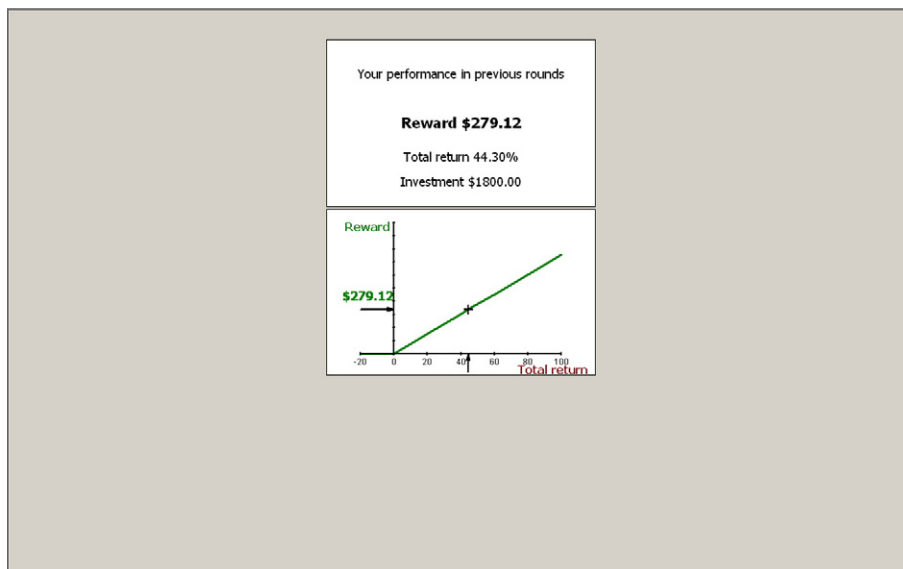 Your performance in previous rounds
Reward $279.12
Total return 44.30%
Investment $1800.00
Reward
$279.12
-20 0 20 40 60 80 100
Total return